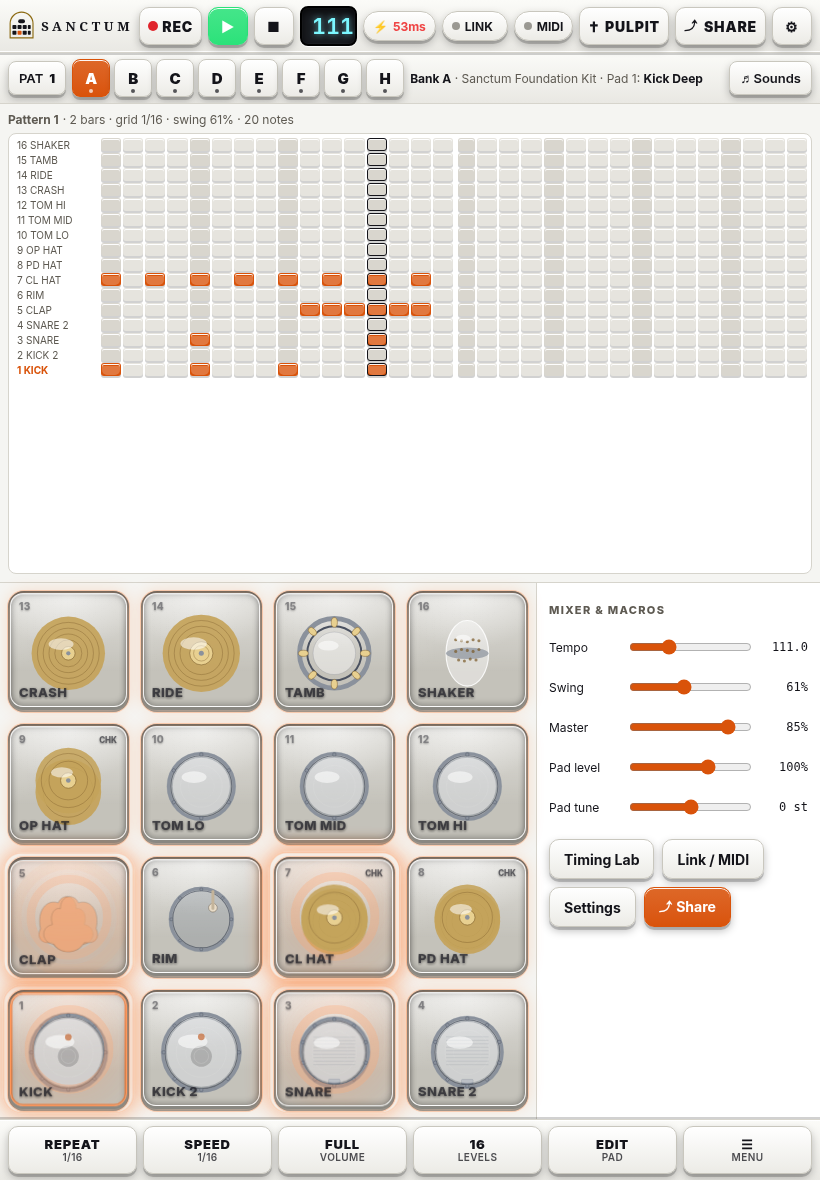 SANCTUM REC 111 ⚡ 53ms LINK MIDI ✝ PULPIT ⤴ SHARE ⚙
PAT 1 A B C D E F G H Bank A · Sanctum Foundation Kit · Pad 1: Kick Deep ♬ Sounds
Pattern 1 · 2 bars · grid 1/16 · swing 61% · 20 notes
16 SHAKER
15 TAMB
14 RIDE
13 CRASH
12 TOM HI
11 TOM MID
10 TOM LO
9 OP HAT
8 PD HAT
7 CL HAT
6 RIM
5 CLAP
4 SNARE 2
3 SNARE
2 KICK 2
1 KICK
13 14 15 16
CRASH RIDE TAMB SHAKER
9 CHK 10 11 12
OP HAT TOM LO TOM MID TOM HI
5 6 7 CHK 8 CHK
CLAP RIM CL HAT PD HAT
1 2 3 4
KICK KICK 2 SNARE SNARE 2
MIXER & MACROS
Tempo 111.0
Swing 61%
Master 85%
Pad level 100%
Pad tune 0 st
Timing Lab Link / MIDI
Settings ⤴ Share
REPEAT SPEED FULL 16 EDIT ☰
1/16 1/16 VOLUME LEVELS PAD MENU